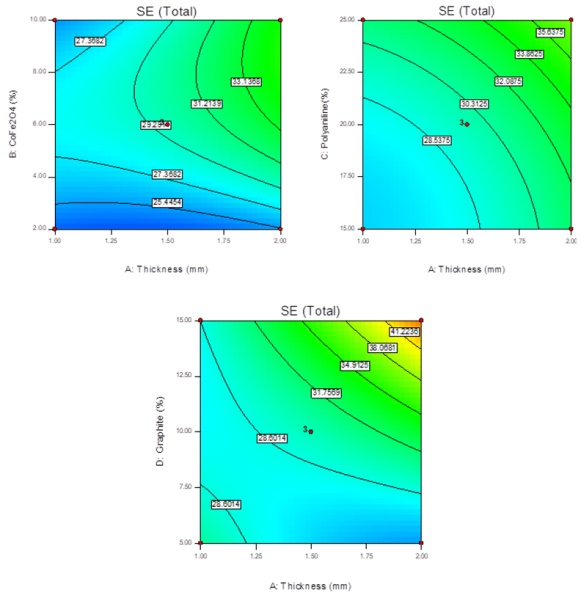 SE (Total)
10.00
8.00
6.00
4.00
2.00
B: CoFe2O4 (%)
27.3682
33.1368
31.2139
27.3682
25.4454
1.00 1.25 1.50 1.75 2.00
A: Thickness (mm)
SE (Total)
25.00
22.50
20.00
17.50
15.00
C: Polyaniline(%)
35.6375
33.8625
32.0875
30.3125
3
28.5375
1.00 1.25 1.50 1.75 2.00
A: Thickness (mm)
SE (Total)
15.00
12.50
10.00
7.50
5.00
D: Graphite (%)
41.2235
38.0681
34.9125
31.7569
3
28.6014
28.6014
1.00 1.25 1.50 1.75 2.00
A: Thickness (mm)